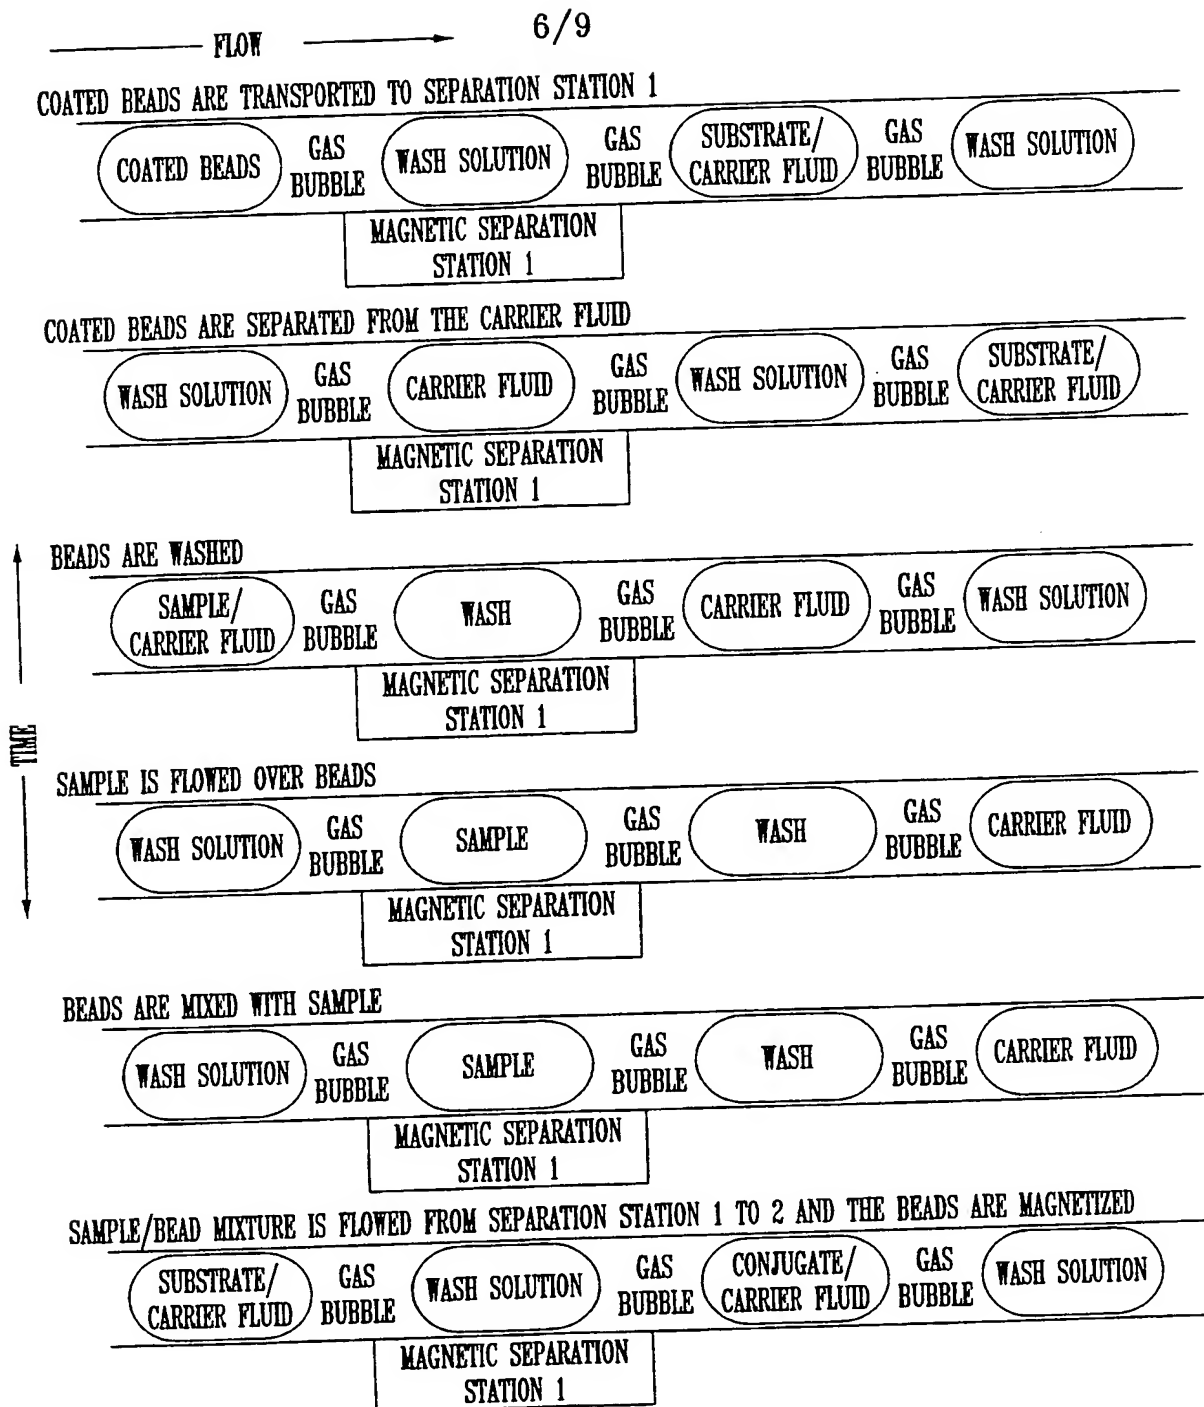 6/9
FLOW
COATED BEADS ARE TRANSPORTED TO SEPARATION STATION 1
COATED BEADS
GAS
BUBBLE
WASH SOLUTION
GAS
BUBBLE
SUBSTRATE/
CARRIER FLUID
GAS
BUBBLE
WASH SOLUTION
MAGNETIC SEPARATION
STATION 1
COATED BEADS ARE SEPARATED FROM THE CARRIER FLUID
WASH SOLUTION
GAS
BUBBLE
CARRIER FLUID
GAS
BUBBLE
WASH SOLUTION
GAS
BUBBLE
SUBSTRATE/
CARRIER FLUID
MAGNETIC SEPARATION
STATION 1
TIME
BEADS ARE WASHED
SAMPLE/
CARRIER FLUID
GAS
BUBBLE
WASH
GAS
BUBBLE
CARRIER FLUID
GAS
BUBBLE
WASH SOLUTION
MAGNETIC SEPARATION
STATION 1
SAMPLE IS FLOWED OVER BEADS
WASH SOLUTION
GAS
BUBBLE
SAMPLE
GAS
BUBBLE
WASH
GAS
BUBBLE
CARRIER FLUID
MAGNETIC SEPARATION
STATION 1
BEADS ARE MIXED WITH SAMPLE
WASH SOLUTION
GAS
BUBBLE
SAMPLE
GAS
BUBBLE
WASH
GAS
BUBBLE
CARRIER FLUID
MAGNETIC SEPARATION
STATION 1
SAMPLE/BEAD MIXTURE IS FLOWED FROM SEPARATION STATION 1 TO 2 AND THE BEADS ARE MAGNETIZED
SUBSTRATE/
CARRIER FLUID
GAS
BUBBLE
WASH SOLUTION
GAS
BUBBLE
CONJUGATE/
CARRIER FLUID
GAS
BUBBLE
WASH SOLUTION
MAGNETIC SEPARATION
STATION 1